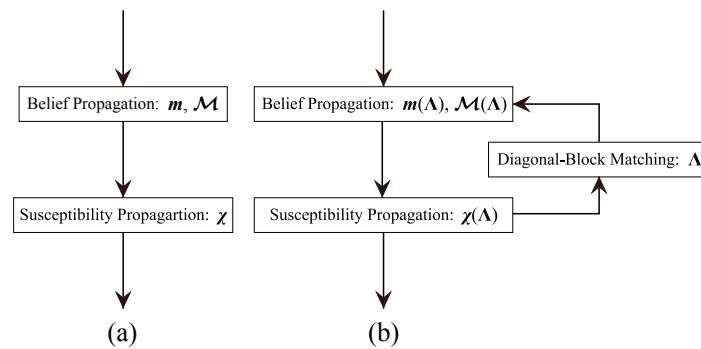 Belief Propagation: m, 𝓜
Susceptibility Propagartion: χ
(a)
Belief Propagation: m(Λ), 𝓜(Λ)
Diagonal-Block Matching: Λ
Susceptibility Propagation: χ(Λ)
(b)